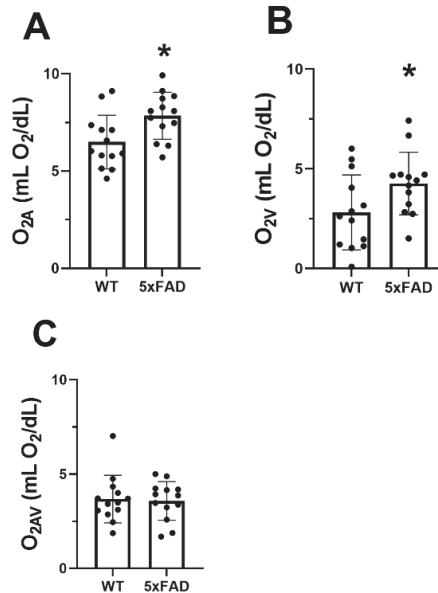 A
*
10
5
0
O₂A (mL O₂/dL)
WT 5xFAD
B
*
10
5
0
O₂V (mL O₂/dL)
WT 5xFAD
C
10
5
0
O₂AV (mL O₂/dL)
WT 5xFAD